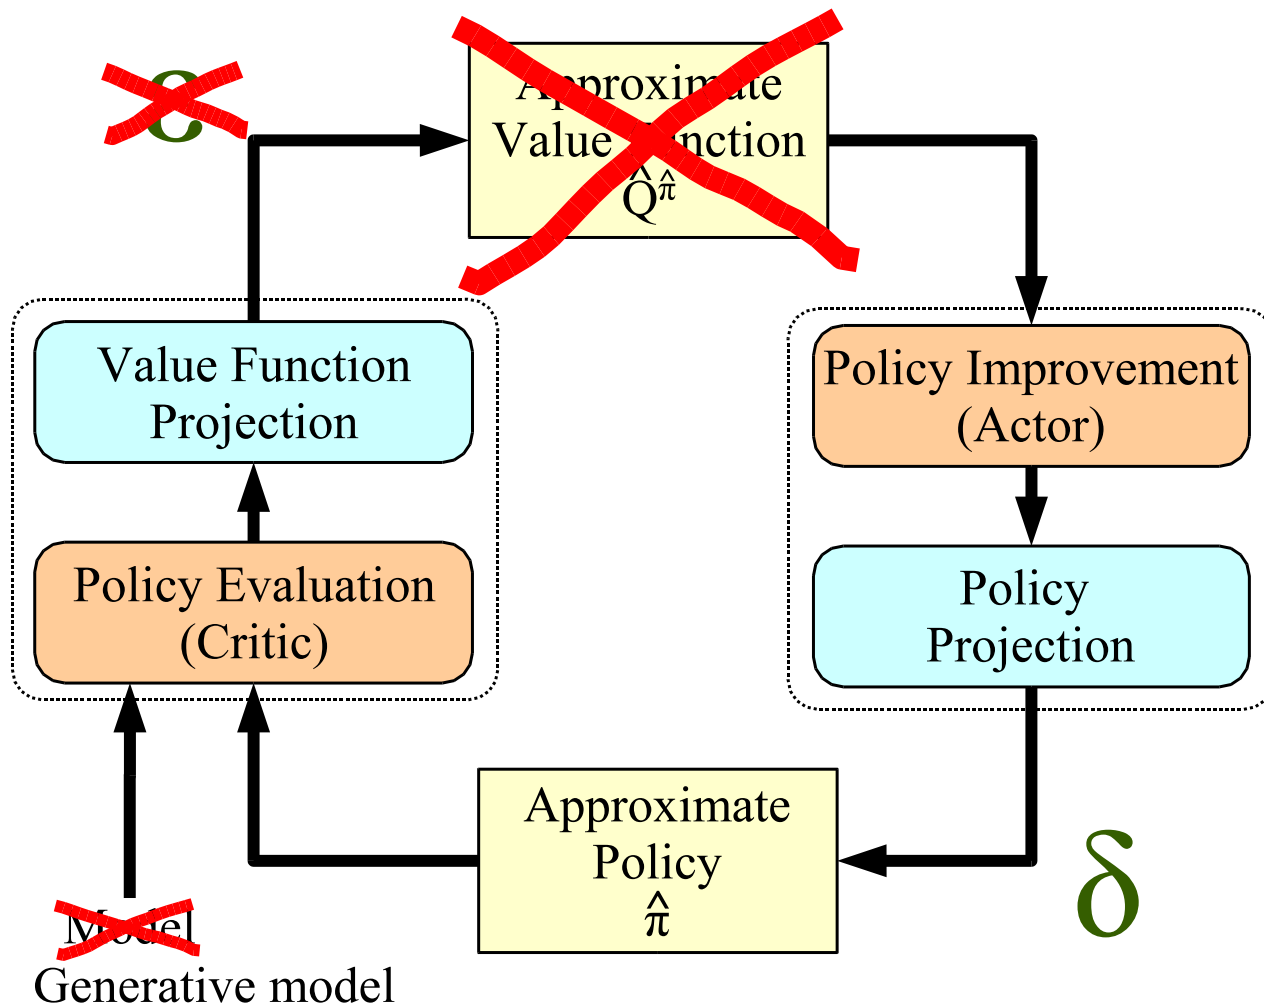 ϵ
Approximate
Value Function
Q̂^π̂
Value Function
Projection
Policy Improvement
(Actor)
Policy Evaluation
(Critic)
Policy
Projection
Approximate
Policy
π̂
δ
Model
Generative model